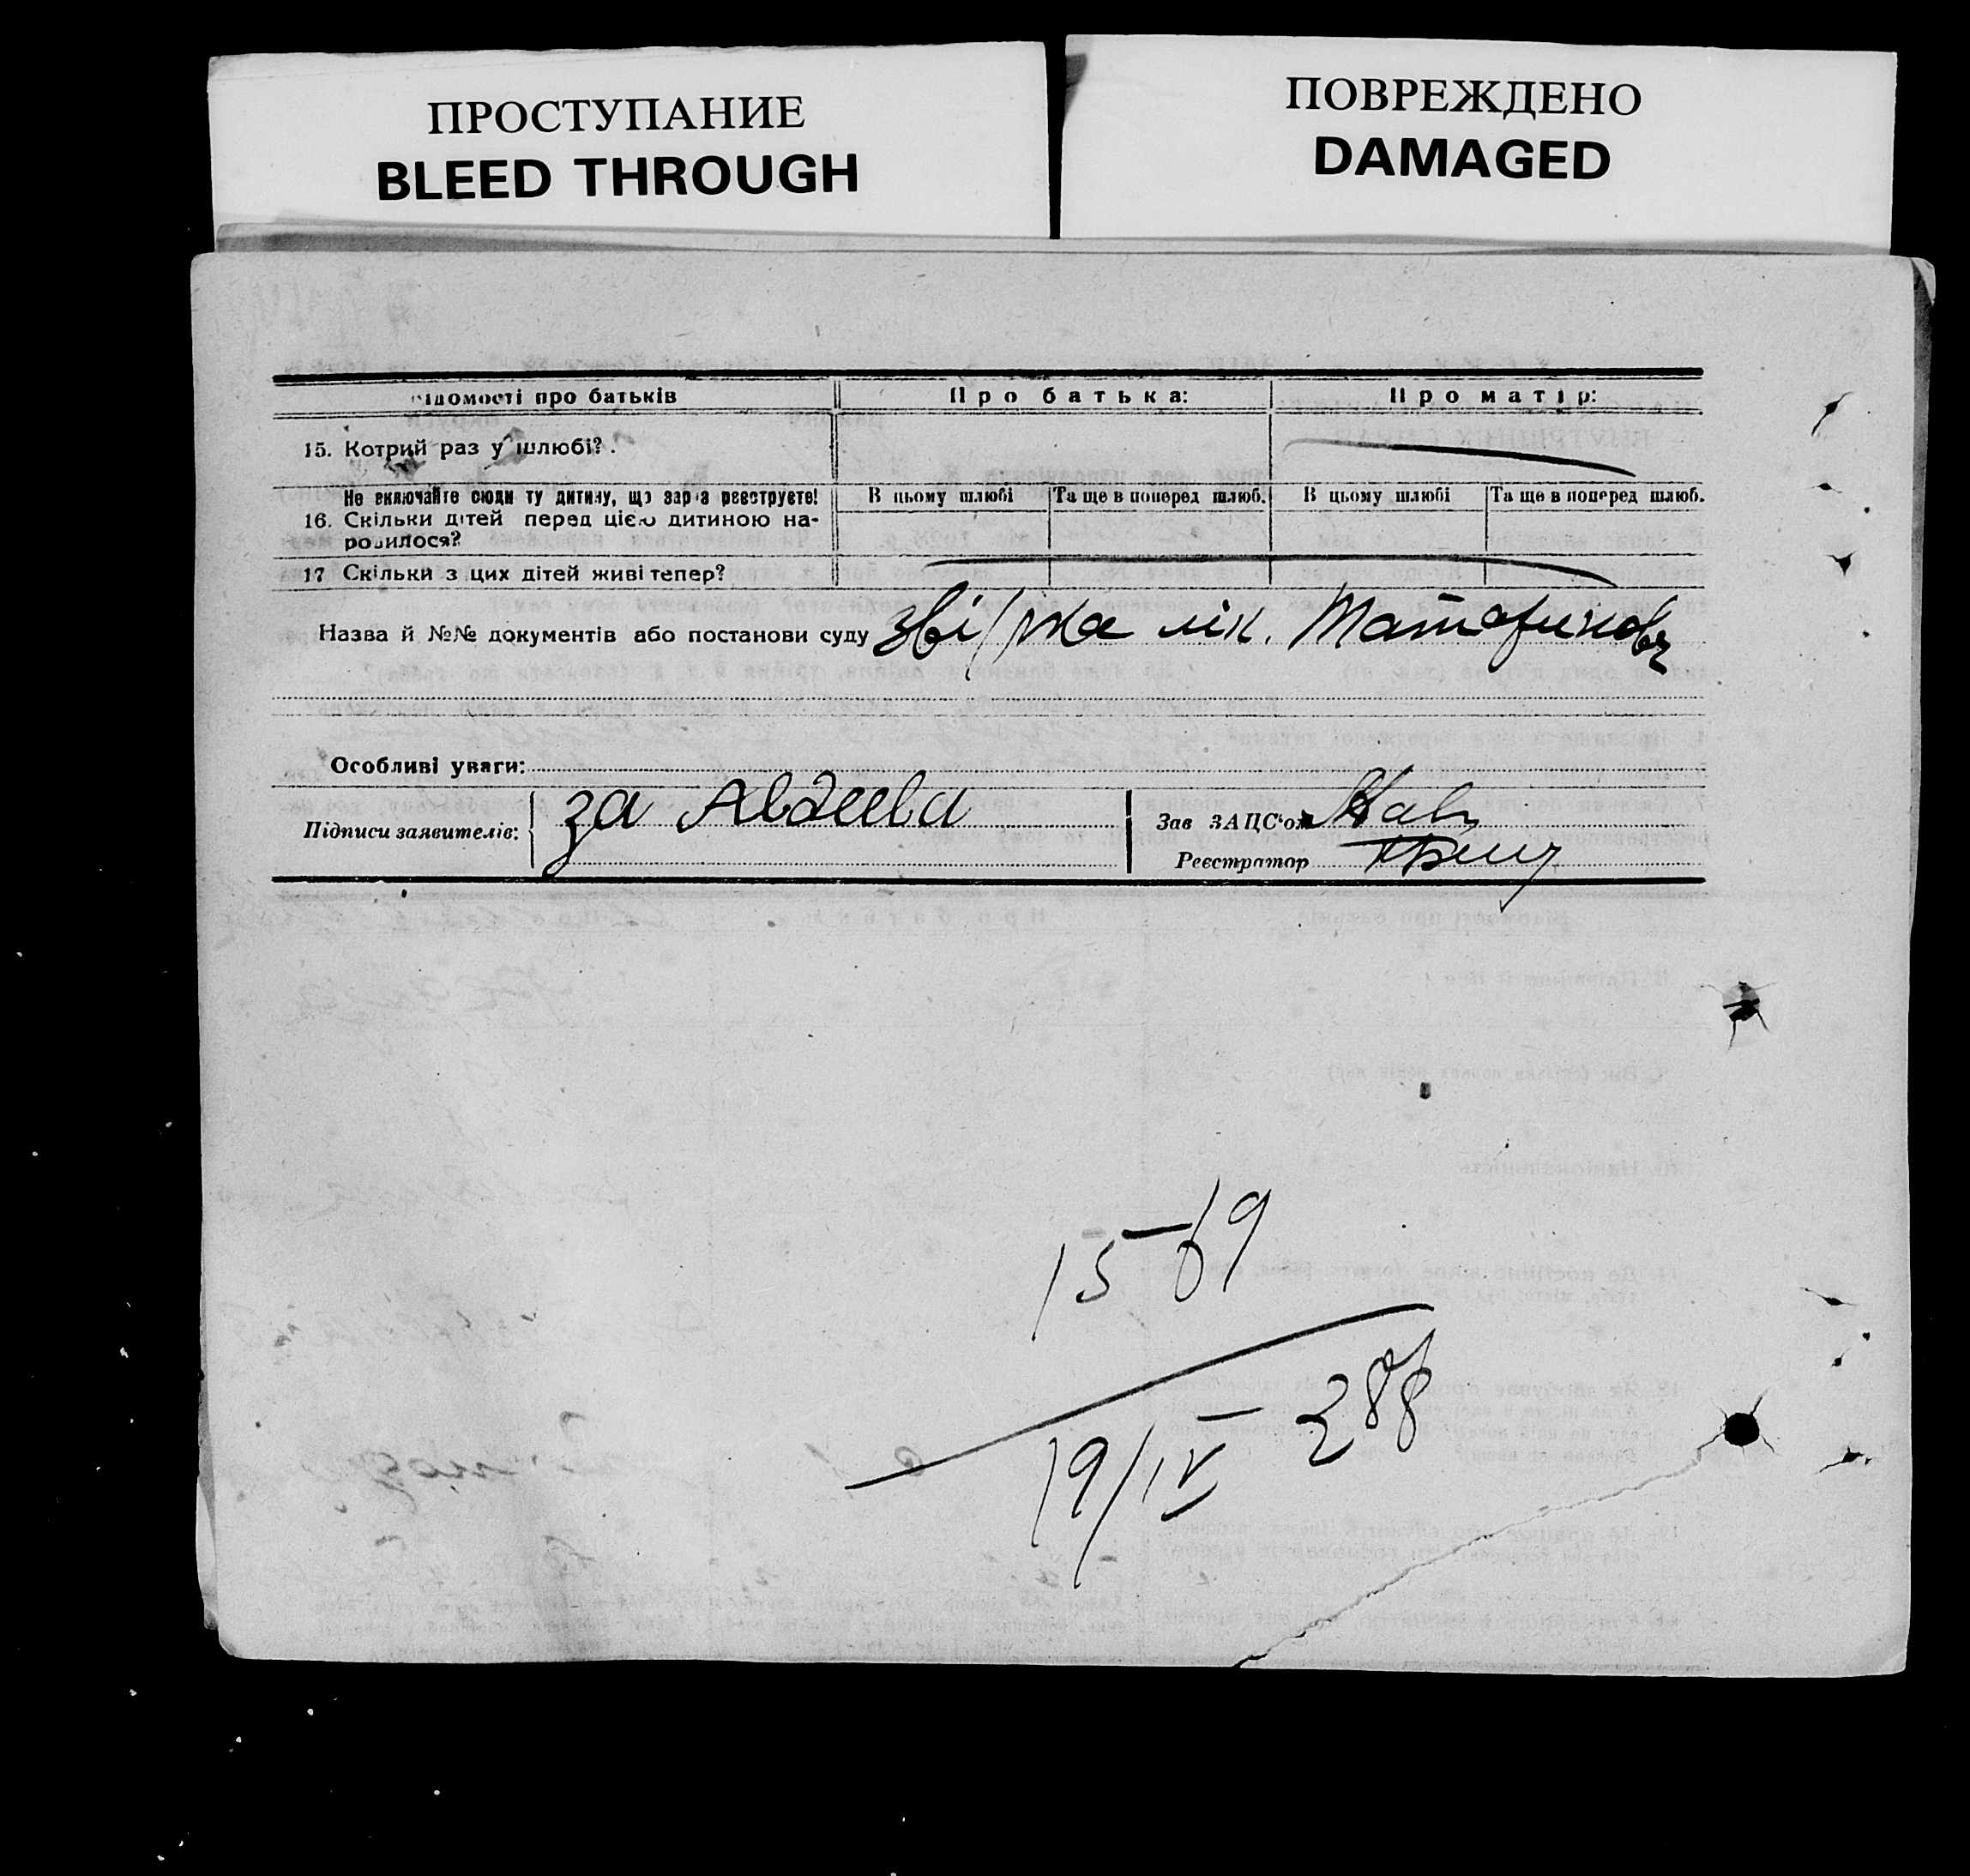 ПРОСТУПАНИЕ
BLEED THROUGH
ПОВРЕЖДЕНО
DAMAGED
ідомості про батьків Про батька: Про матір:
15. Котрий раз у шлюбі?
Не включайте сюди ту дитину, що зараз реєструєте! В цьому шлюбі Та ще в поперед шлюб. В цьому шлюбі Та ще в поперед шлюб.
16. Скільки дітей перед цією дитиною на-
родилося?
17 Скільки з цих дітей живі тепер?
Назва й №№ документів або постанови суду лік.
Особливі уваги:
Підписи заявителів: за Авдеева Зав ЗАЦС'ом
Реєстратор
15-69
19/IV - 288